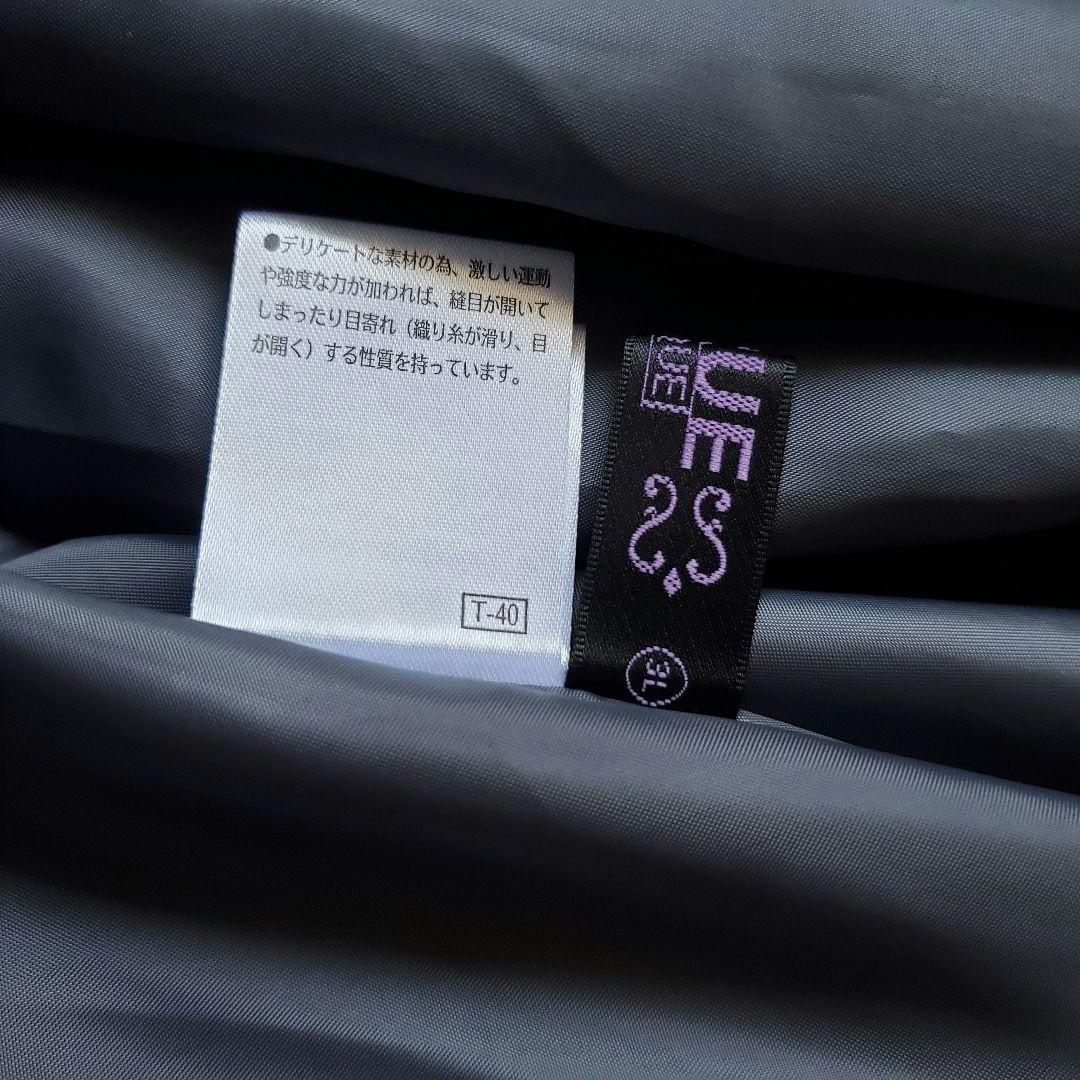 ●デリケートな素材の為、激しい運動
や強度な力が加われば、縫目が開いて
しまったり目寄れ（織り糸が滑り、目
が開く）する性質を持っています。
T-40
UE
UE
3L